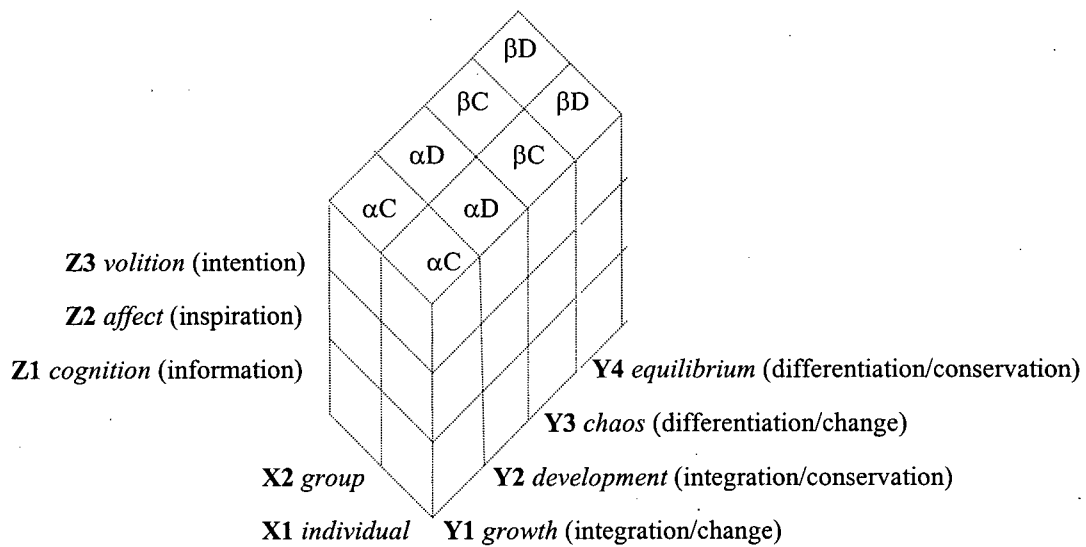 βD
βC
βD
αD
βC
αC
αD
αC
Z3 volition (intention)
Z2 affect (inspiration)
Z1 cognition (information)
Y4 equilibrium (differentiation/conservation)
Y3 chaos (differentiation/change)
X2 group
Y2 development (integration/conservation)
X1 individual
Y1 growth (integration/change)